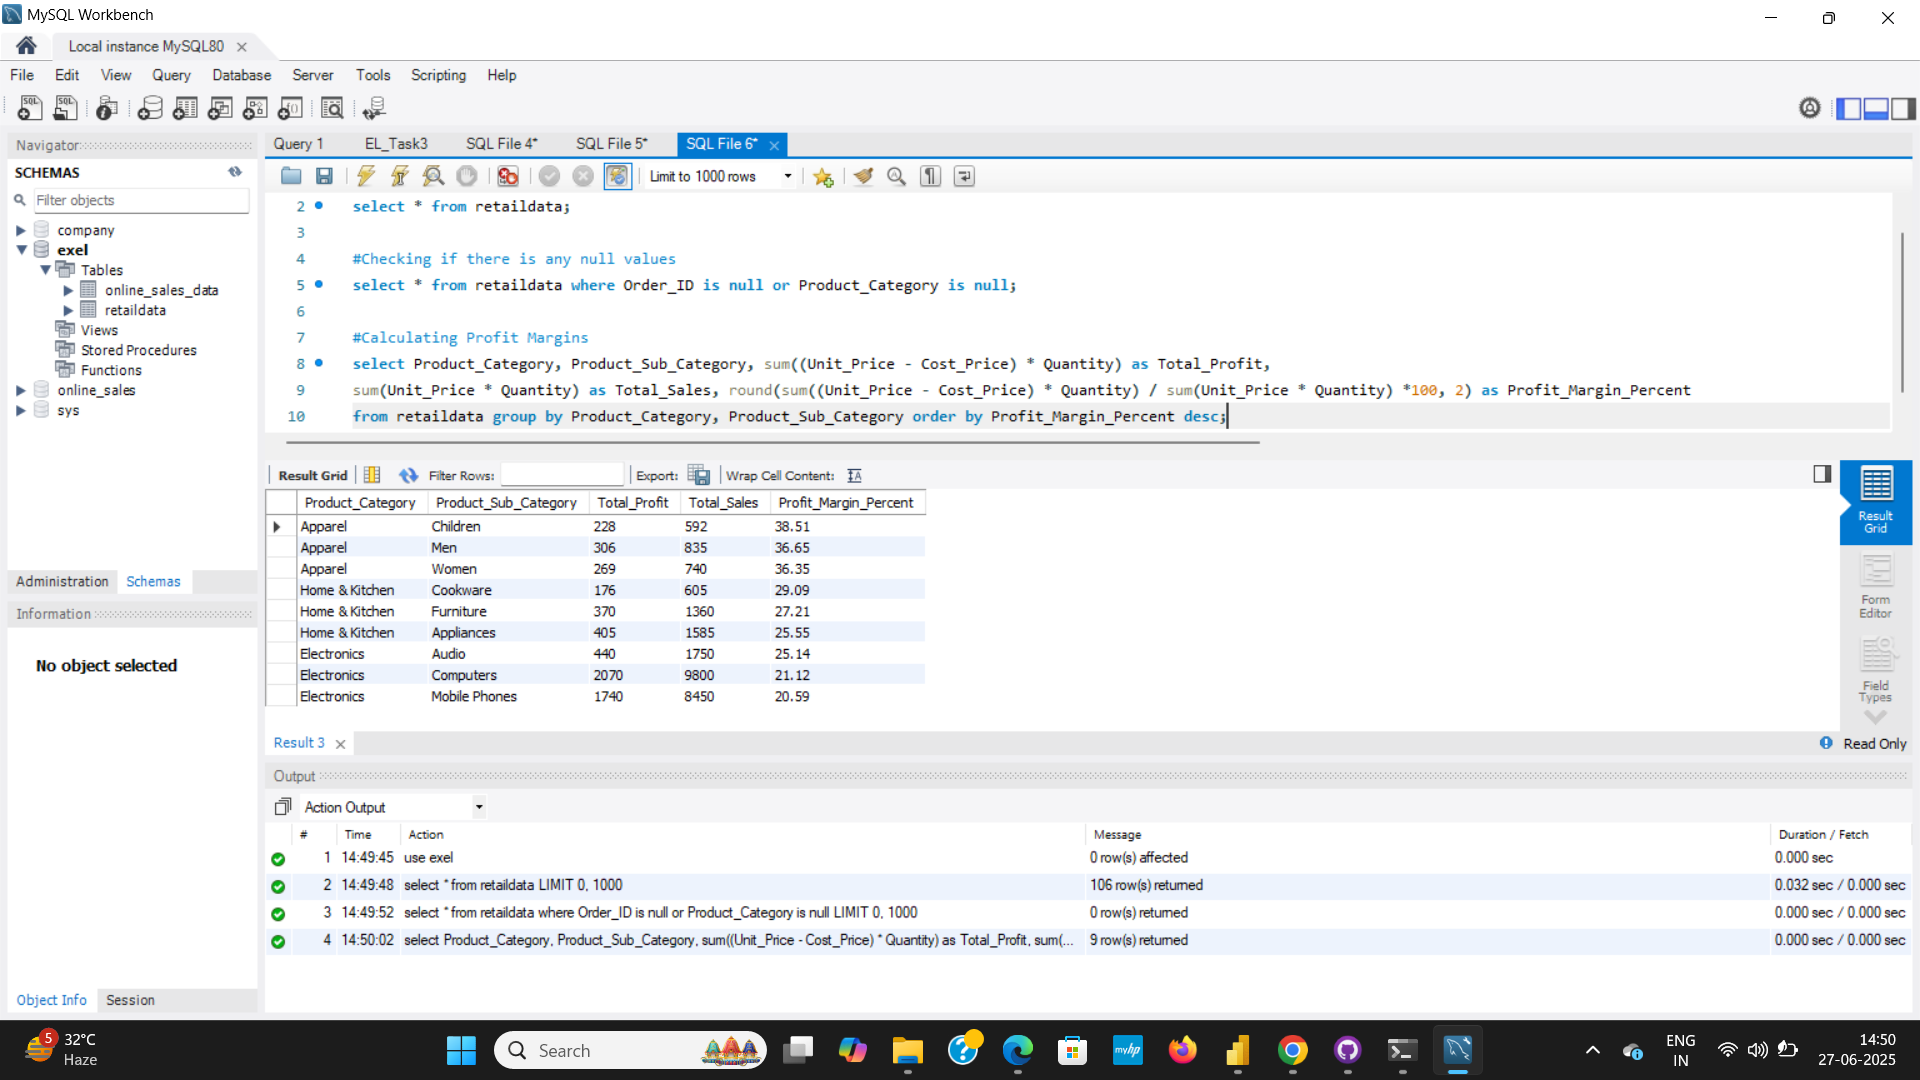 MySQL Workbench
Local instance MySQL80
File Edit View Query Database Server Tools Scripting Help
Navigator
SCHEMAS
Filter objects
company
exel
Tables
online_sales_data
retaildata
Views
Stored Procedures
Functions
online_sales
sys
Administration Schemas
Information
No object selected
Object Info Session
Query 1 EL_Task3 SQL File 4* SQL File 5* SQL File 6*
Limit to 1000 rows
2 select * from retaildata;
3
4 #Checking if there is any null values
5 select * from retaildata where Order_ID is null or Product_Category is null;
6
7 #Calculating Profit Margins
8 select Product_Category, Product_Sub_Category, sum((Unit_Price - Cost_Price) * Quantity) as Total_Profit,
9 sum(Unit_Price * Quantity) as Total_Sales, round(sum((Unit_Price - Cost_Price) * Quantity) / sum(Unit_Price * Quantity) *100, 2) as Profit_Margin_Percent
10 from retaildata group by Product_Category, Product_Sub_Category order by Profit_Margin_Percent desc;
Result Grid Filter Rows: Export: Wrap Cell Content:
Product_Category Product_Sub_Category Total_Profit Total_Sales Profit_Margin_Percent
Apparel Children 228 592 38.51
Apparel Men 306 835 36.65
Apparel Women 269 740 36.35
Home & Kitchen Cookware 176 605 29.09
Home & Kitchen Furniture 370 1360 27.21
Home & Kitchen Appliances 405 1585 25.55
Electronics Audio 440 1750 25.14
Electronics Computers 2070 9800 21.12
Electronics Mobile Phones 1740 8450 20.59
Result
Grid
Form
Editor
Field
Types
Result 3
Read Only
Output
Action Output
# Time Action Message Duration / Fetch
1 14:49:45 use exel 0 row(s) affected 0.000 sec
2 14:49:48 select * from retaildata LIMIT 0, 1000 106 row(s) returned 0.032 sec / 0.000 sec
3 14:49:52 select * from retaildata where Order_ID is null or Product_Category is null LIMIT 0, 1000 0 row(s) returned 0.000 sec / 0.000 sec
4 14:50:02 select Product_Category, Product_Sub_Category, sum((Unit_Price - Cost_Price) * Quantity) as Total_Profit, sum(... 9 row(s) returned 0.000 sec / 0.000 sec
5
32°C
Haze
Search
myhp
ENG
IN
14:50
27-06-2025